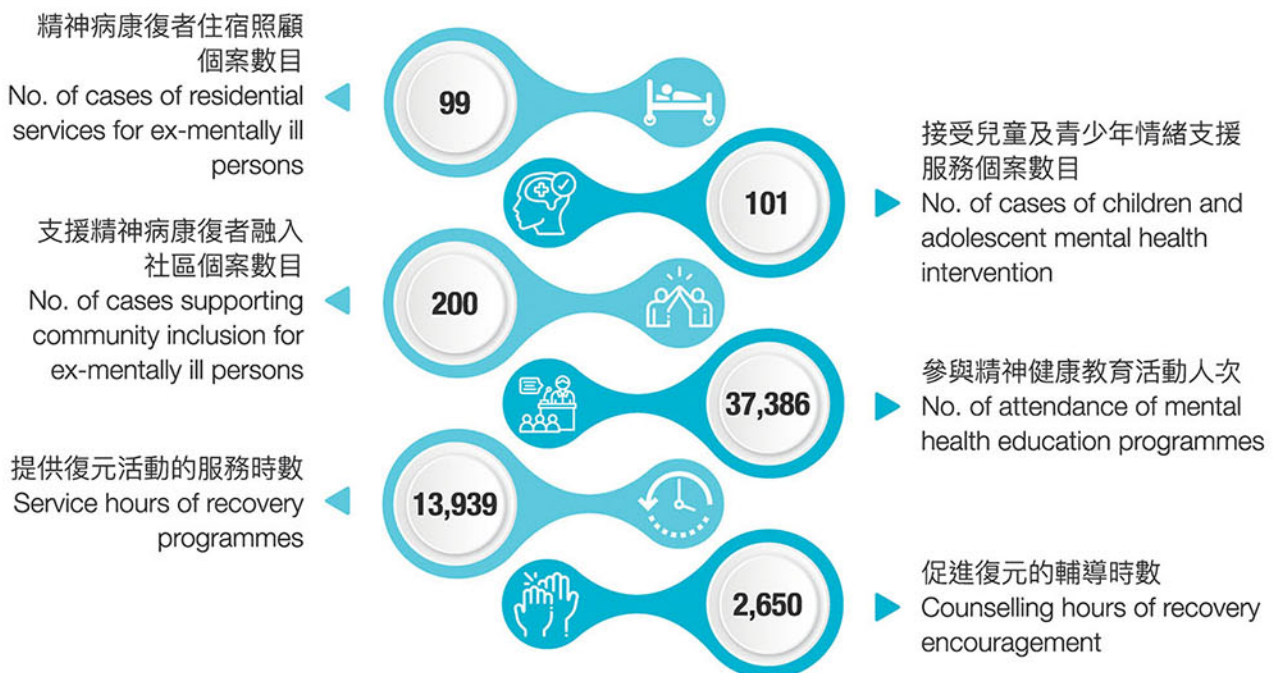 精神病康復者住宿照顧
個案數目
No. of cases of residential
services for ex-mentally ill
persons
99
接受兒童及青少年情緒支援
服務個案數目
No. of cases of children and
adolescent mental health
intervention
101
支援精神病康復者融入
社區個案數目
No. of cases supporting
community inclusion for
ex-mentally ill persons
200
參與精神健康教育活動人次
No. of attendance of mental
health education programmes
37,386
提供復元活動的服務時數
Service hours of recovery
programmes
13,939
促進復元的輔導時數
Counselling hours of recovery
encouragement
2,650